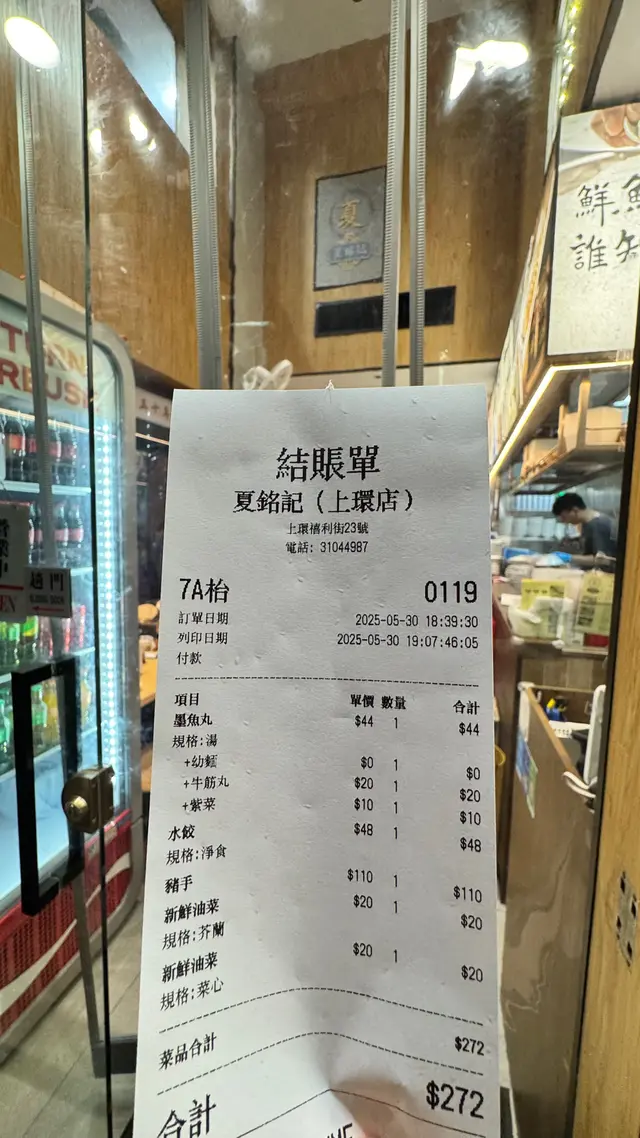 鮮
誰知
夏
TURN
REUSE
結賬單
夏銘記（上環店）
上環禧利街23號
電話: 31044987
7A枱 0119
訂單日期 2025-05-30 18:39:30
列印日期 2025-05-30 19:07:46:05
付款
項目 單價 數量 合計
墨魚丸 $44 1 $44
規格:湯
+幼麵 $0 1 $0
+牛筋丸 $20 1 $20
+紫菜 $10 1 $10
水餃 $48 1 $48
規格:淨食
豬手 $110 1 $110
新鮮油菜 $20 1 $20
規格:芥蘭
新鮮油菜 $20 1 $20
規格:菜心
菜品合計 $272
合計 $272